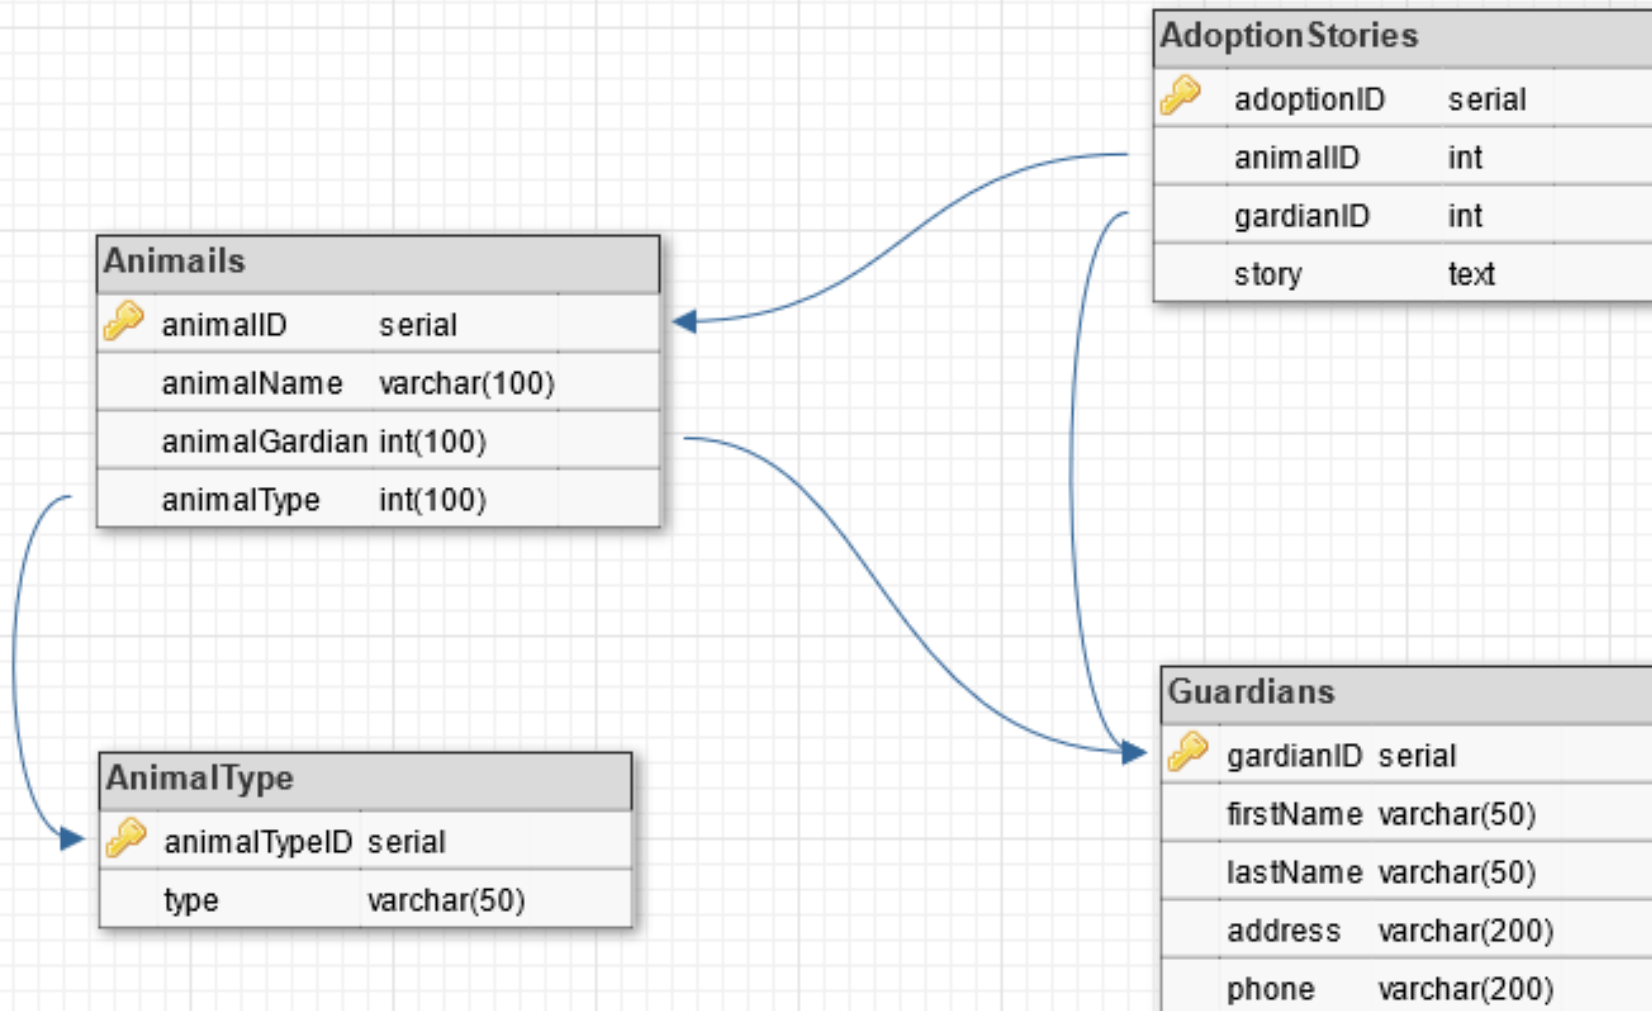 AdoptionStories
adoptionID serial
animalID int
gardianID int
story text
Animails
animalID serial
animalName varchar(100)
animalGardian int(100)
animalType int(100)
AnimalType
animalTypeID serial
type varchar(50)
Guardians
gardianID serial
firstName varchar(50)
lastName varchar(50)
address varchar(200)
phone varchar(200)